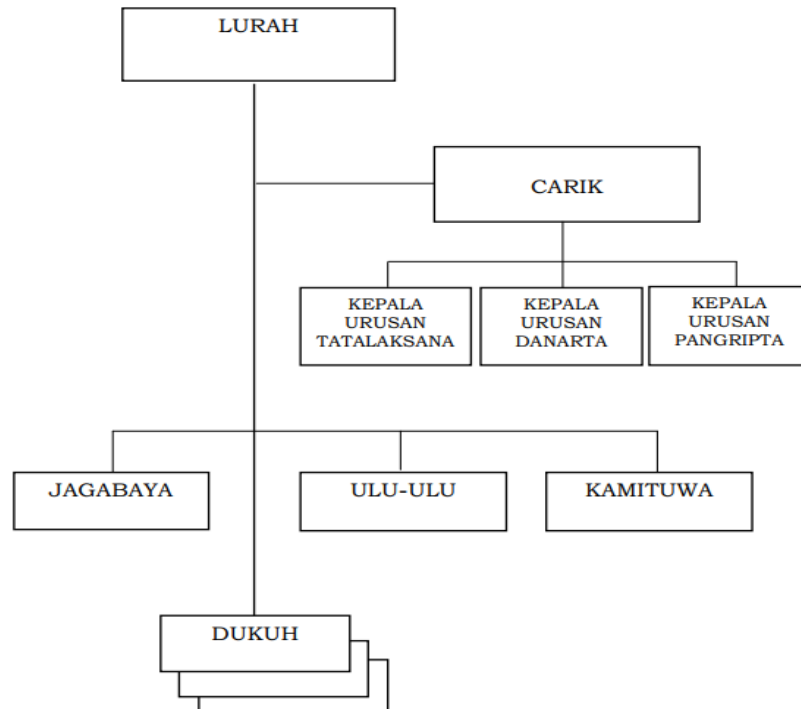 LURAH
CARIK
KEPALA
URUSAN
TATALAKSANA
KEPALA
URUSAN
DANARTA
KEPALA
URUSAN
PANGRIPTA
JAGABAYA
ULU-ULU
KAMITUWA
DUKUH